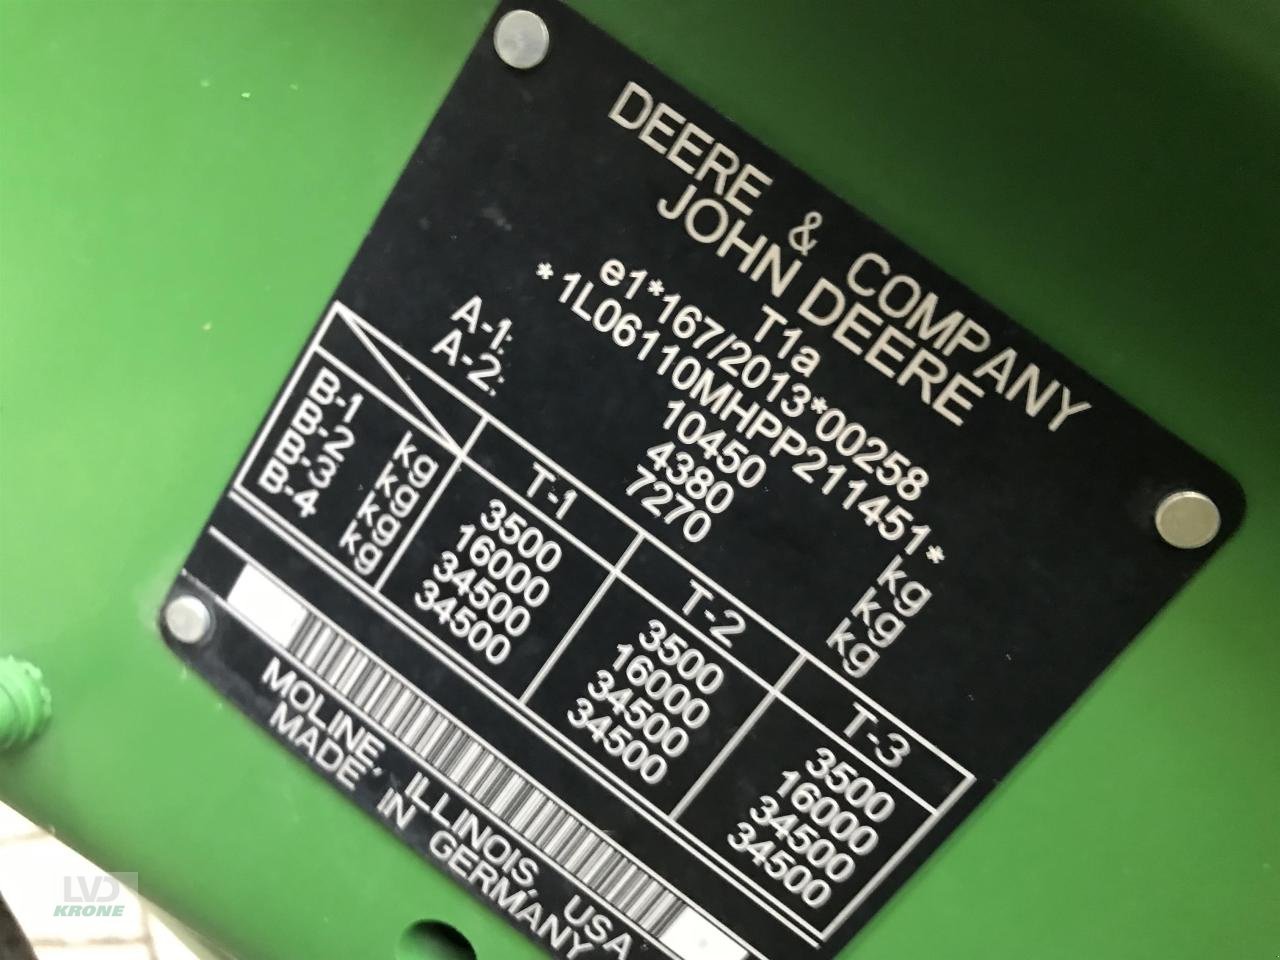 DEERE & COMPANY
JOHN DEERE
T1a
e1*167/2013*00258
*1L06110MHPP211451*
10450 kg
A-1: 4380 kg
A-2: 7270 kg
T-1 T-2 T-3
B-1 kg 3500 3500 3500
B-2 kg 16000 16000 16000
B-3 kg 34500 34500 34500
B-4 kg 34500 34500 34500
MOLINE, ILLINOIS, USA
MADE IN GERMANY
LVD
KRONE